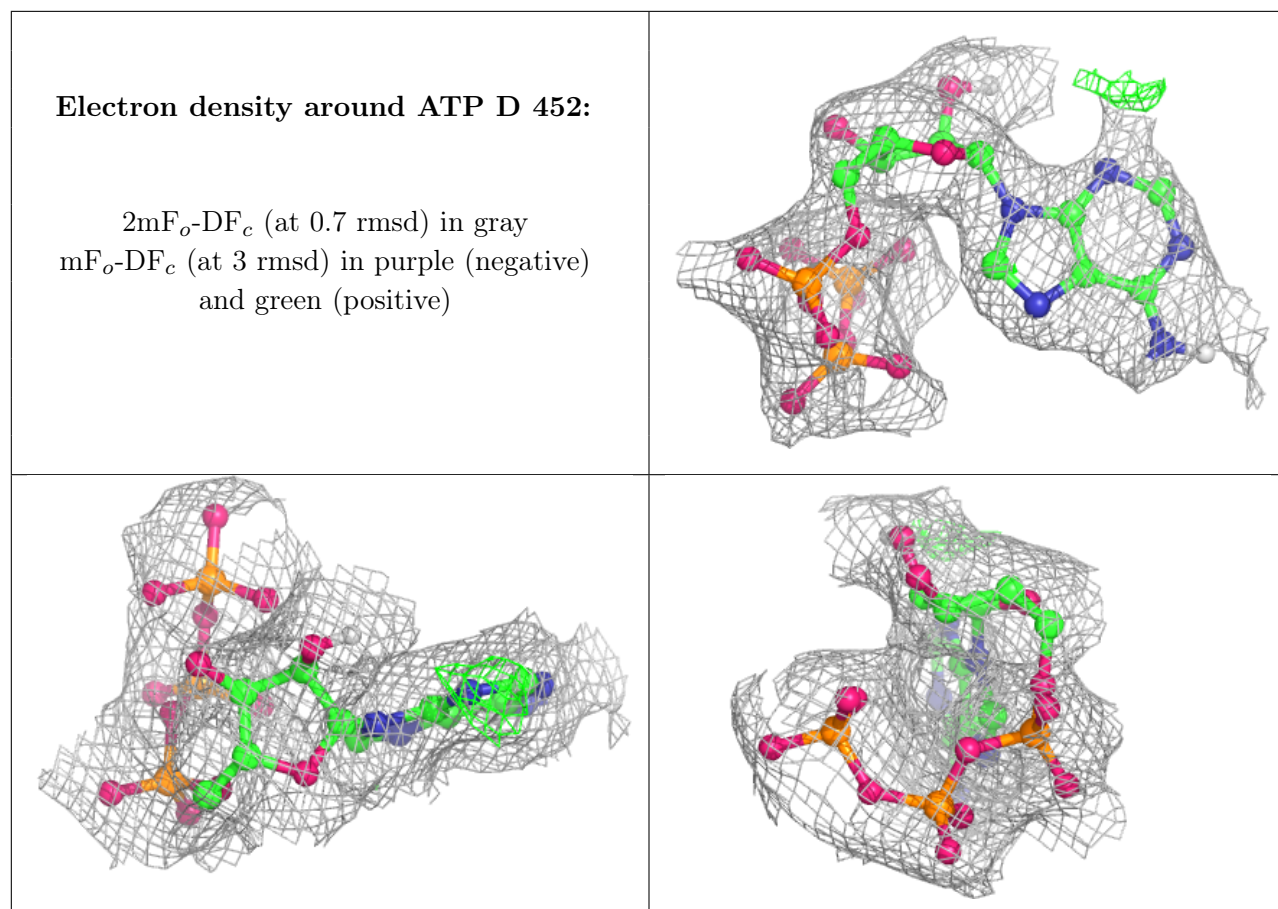 Electron density around ATP D 452:
2mFo-DFc (at 0.7 rmsd) in gray
mFo-DFc (at 3 rmsd) in purple (negative)
and green (positive)